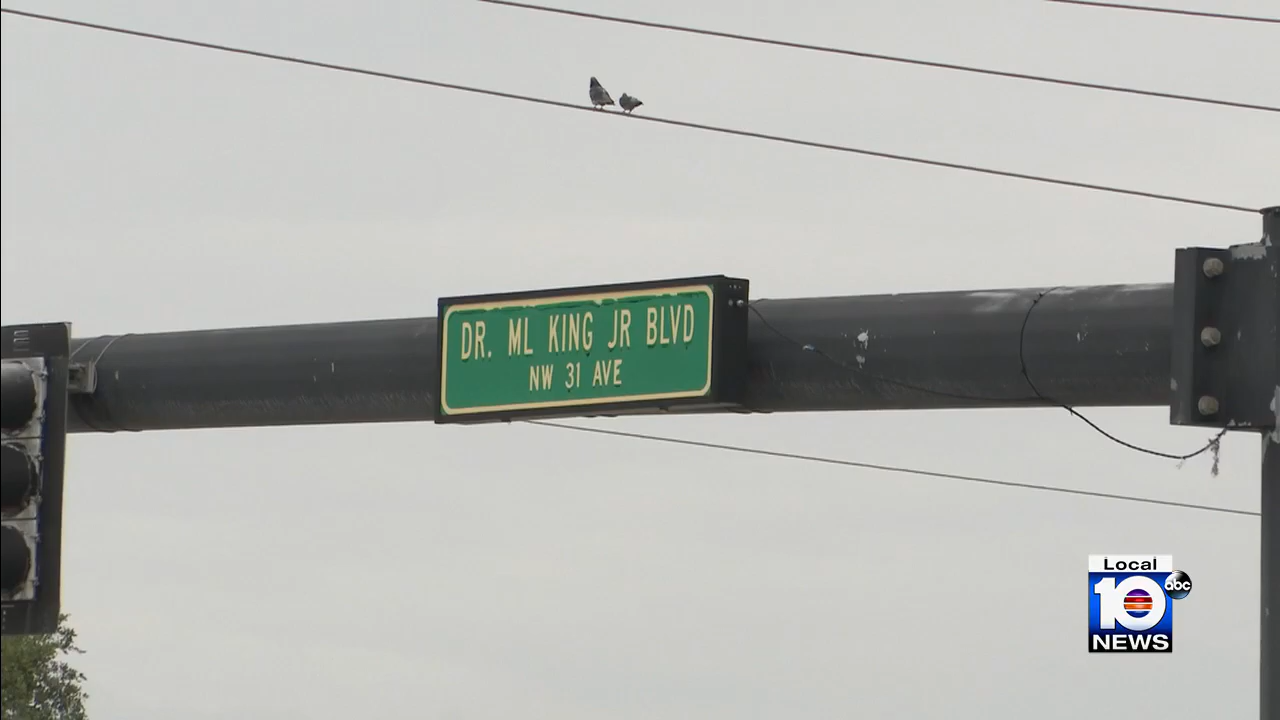 DR. ML KING JR BLVD
NW 31 AVE
Local
10 abc
NEWS